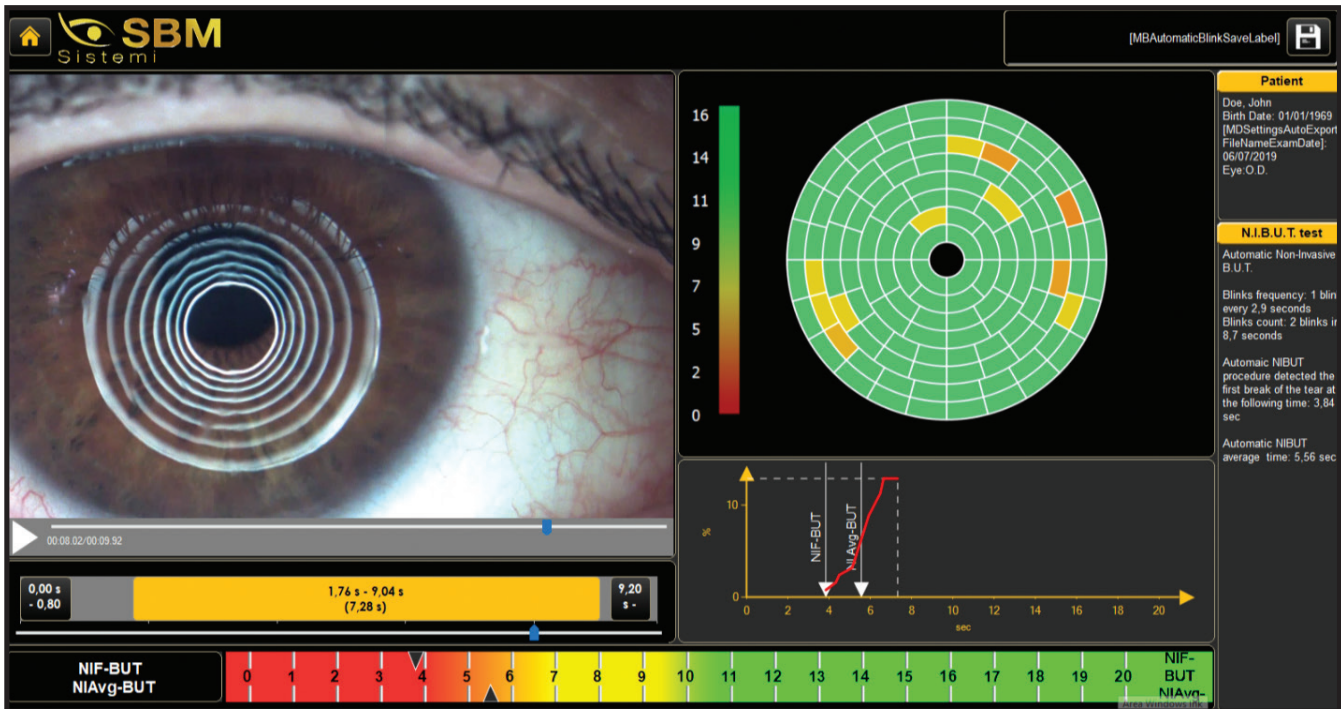 SBM
Sistemi
[MBAutomaticBlinkSaveLabel]
16
14
11
9
7
5
2
0
Patient
Doe, John
Birth Date: 01/01/1969
[MDSettingsAutoExport
FileNameExamDate]:
06/07/2019
Eye:O.D.
N.I.B.U.T. test
Automatic Non-Invasive
B.U.T.
Blinks frequency: 1 blin
every 2,9 seconds
Blinks count: 2 blinks in
8,7 seconds
Automaic NIBUT
procedure detected the
first break of the tear at
the following time: 3,84
sec
Automatic NIBUT
average time: 5,56 sec
00:08.02/00:09.92
0,00 s
- 0,80
1,76 s - 9,04 s
(7,28 s)
9,20
s -
%
10
0
NIF-BUT
NIAvg-BUT
0 2 4 6 8 10 12 14 16 18 20
sec
NIF-BUT
NIAvg-BUT
0 1 2 3 4 5 6 7 8 9 10 11 12 13 14 15 16 17 18 19 20
NIF-
BUT
NIAvg-
Area Windows Ink